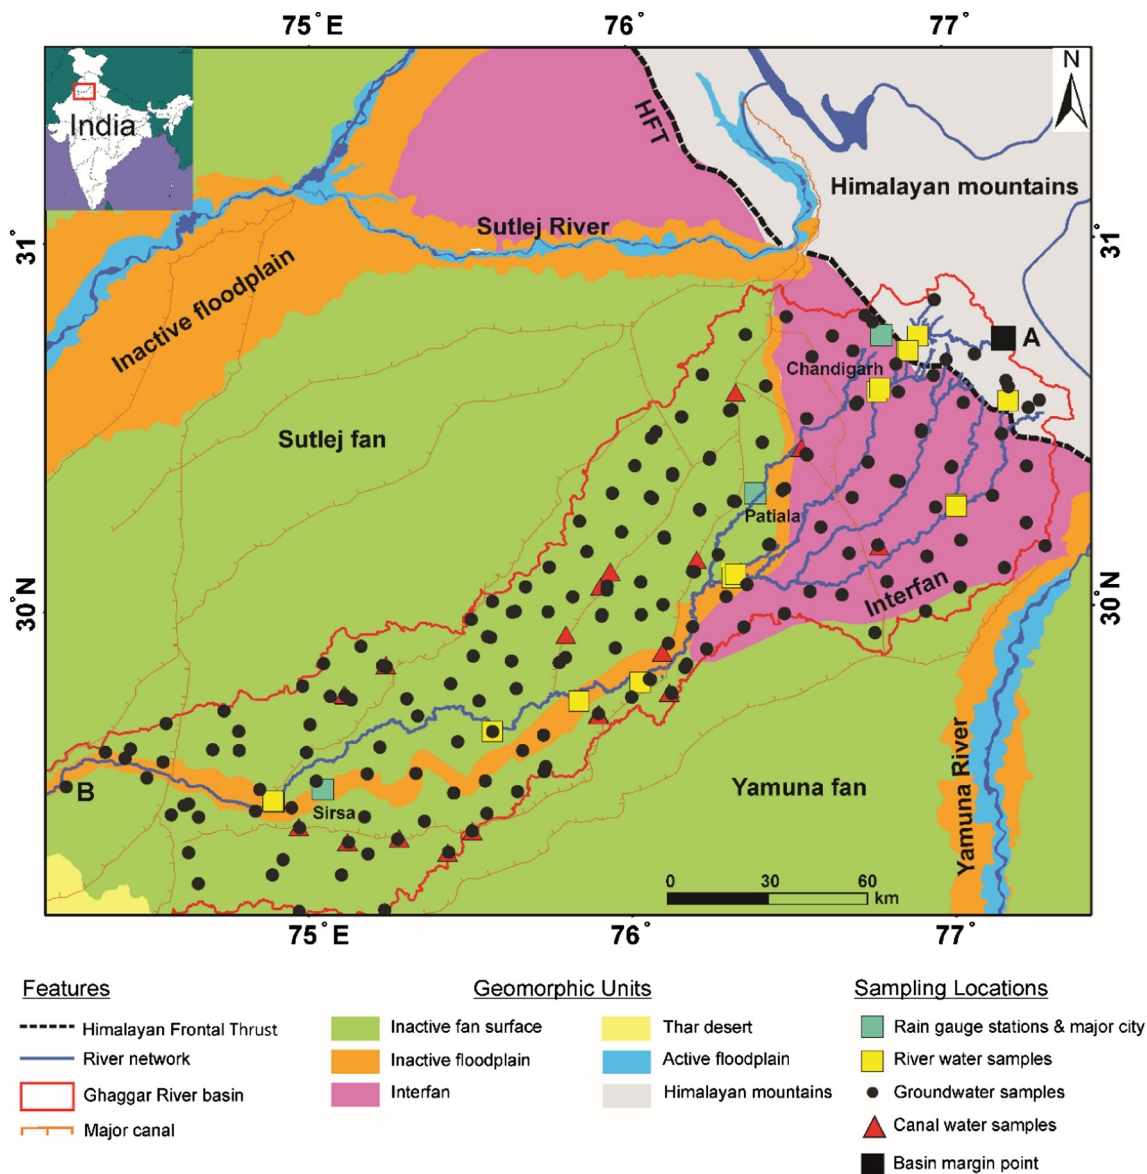 75°E 76° 77°
N
India
HFT
Himalayan mountains
31°
31°
Sutlej River
Inactive floodplain
A
Chandigarh
Sutlej fan
Patiala
30°N
30°N
Interfan
B
Sirsa
Yamuna fan
Yamuna River
0 30 60
km
75°E 76° 77°
Features
Himalayan Frontal Thrust
River network
Ghaggar River basin
Major canal
Geomorphic Units
Inactive fan surface
Inactive floodplain
Interfan
Thar desert
Active floodplain
Himalayan mountains
Sampling Locations
Rain gauge stations & major city
River water samples
Groundwater samples
Canal water samples
Basin margin point